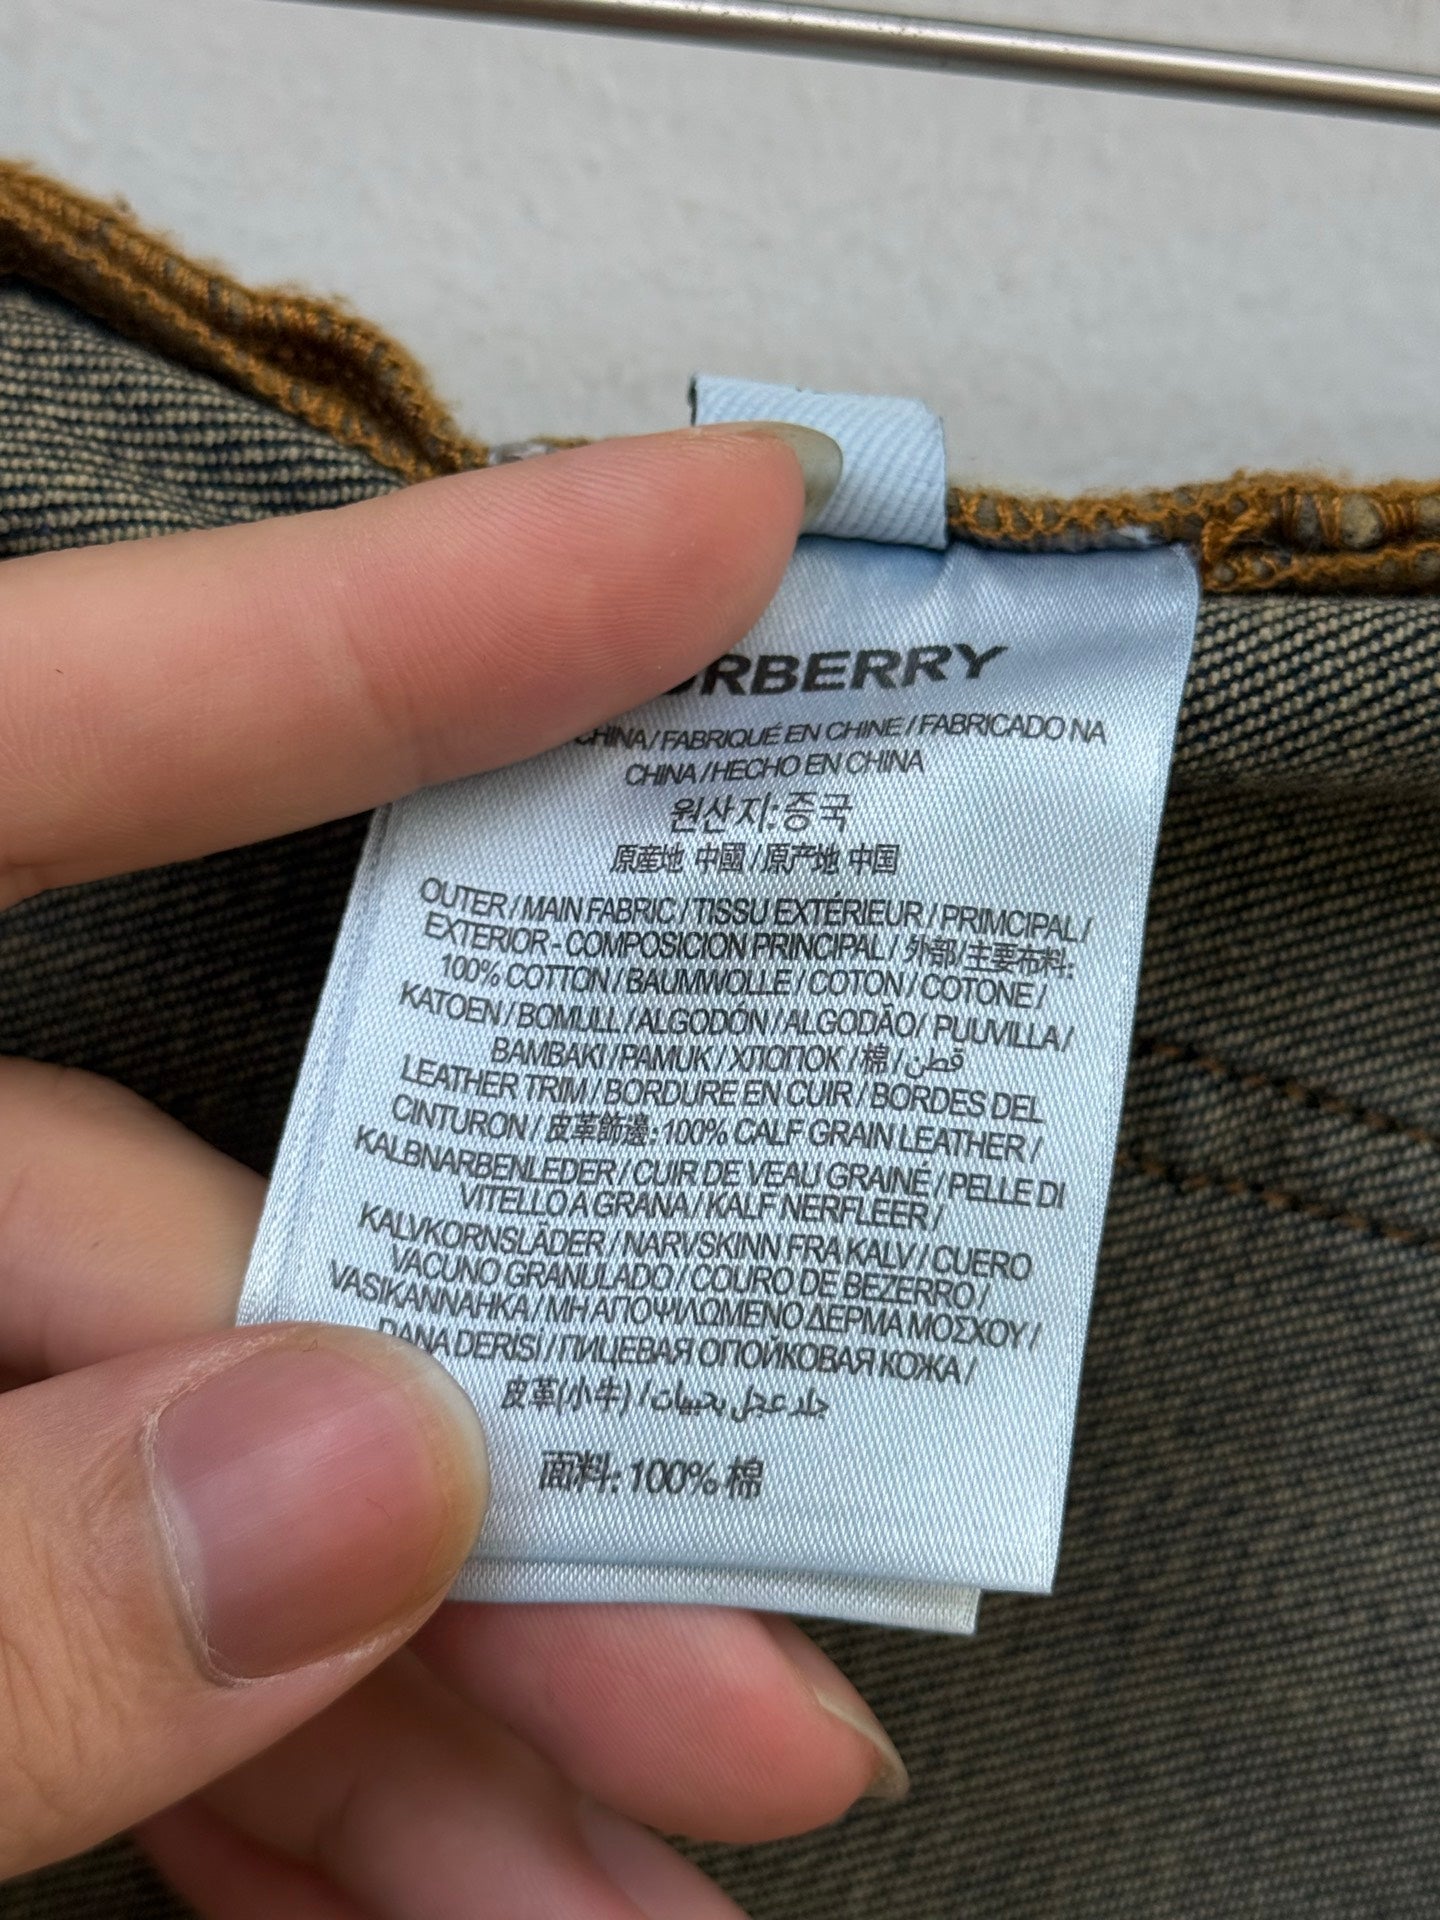 URBERRY
CHINA / FABRIQUÉ EN CHINE / FABRICADO NA
CHINA / HECHO EN CHINA
원산지: 중국
原産地 中國 / 原产地 中国
OUTER / MAIN FABRIC / TISSU EXTÉRIEUR / PRIMCIPAL /
EXTERIOR - COMPOSICION PRINCIPAL / 外部/主要布料:
100% COTTON / BAUMWOLLE / COTON / COTONE /
KATOEN / BOMULL / ALGODÓN / ALGODÃO / PUUVILLA /
BAMBAKI / PAMUK / ХЛОПОК / 棉 / قطن
LEATHER TRIM / BORDURE EN CUIR / BORDES DEL
CINTURON / 皮革飾邊: 100% CALF GRAIN LEATHER /
KALBNARBENLEDER / CUIR DE VEAU GRAINÉ / PELLE DI
VITELLO A GRANA / KALF NERFLEER /
KALVKORNSLÄDER / NARVSKINN FRA KALV / CUERO
VACUNO GRANULADO / COURO DE BEZERRO /
VASIKANNAHKA / ΜΗ ΑΠΟΨΙΛΩΜΕΝΟ ΔΕΡΜΑ ΜΟΣΧΟΥ /
DANA DERISİ / ЛИЦЕВАЯ ОПОЙКОВАЯ КОЖА /
皮革(小牛) / جلد عجل بحبيبات
面料: 100% 棉